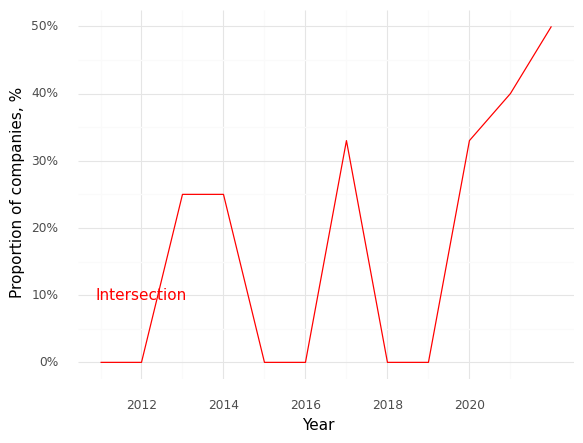 Proportion of companies, %
50%
40%
30%
20%
10%
0%
Intersection
2012 2014 2016 2018 2020
Year